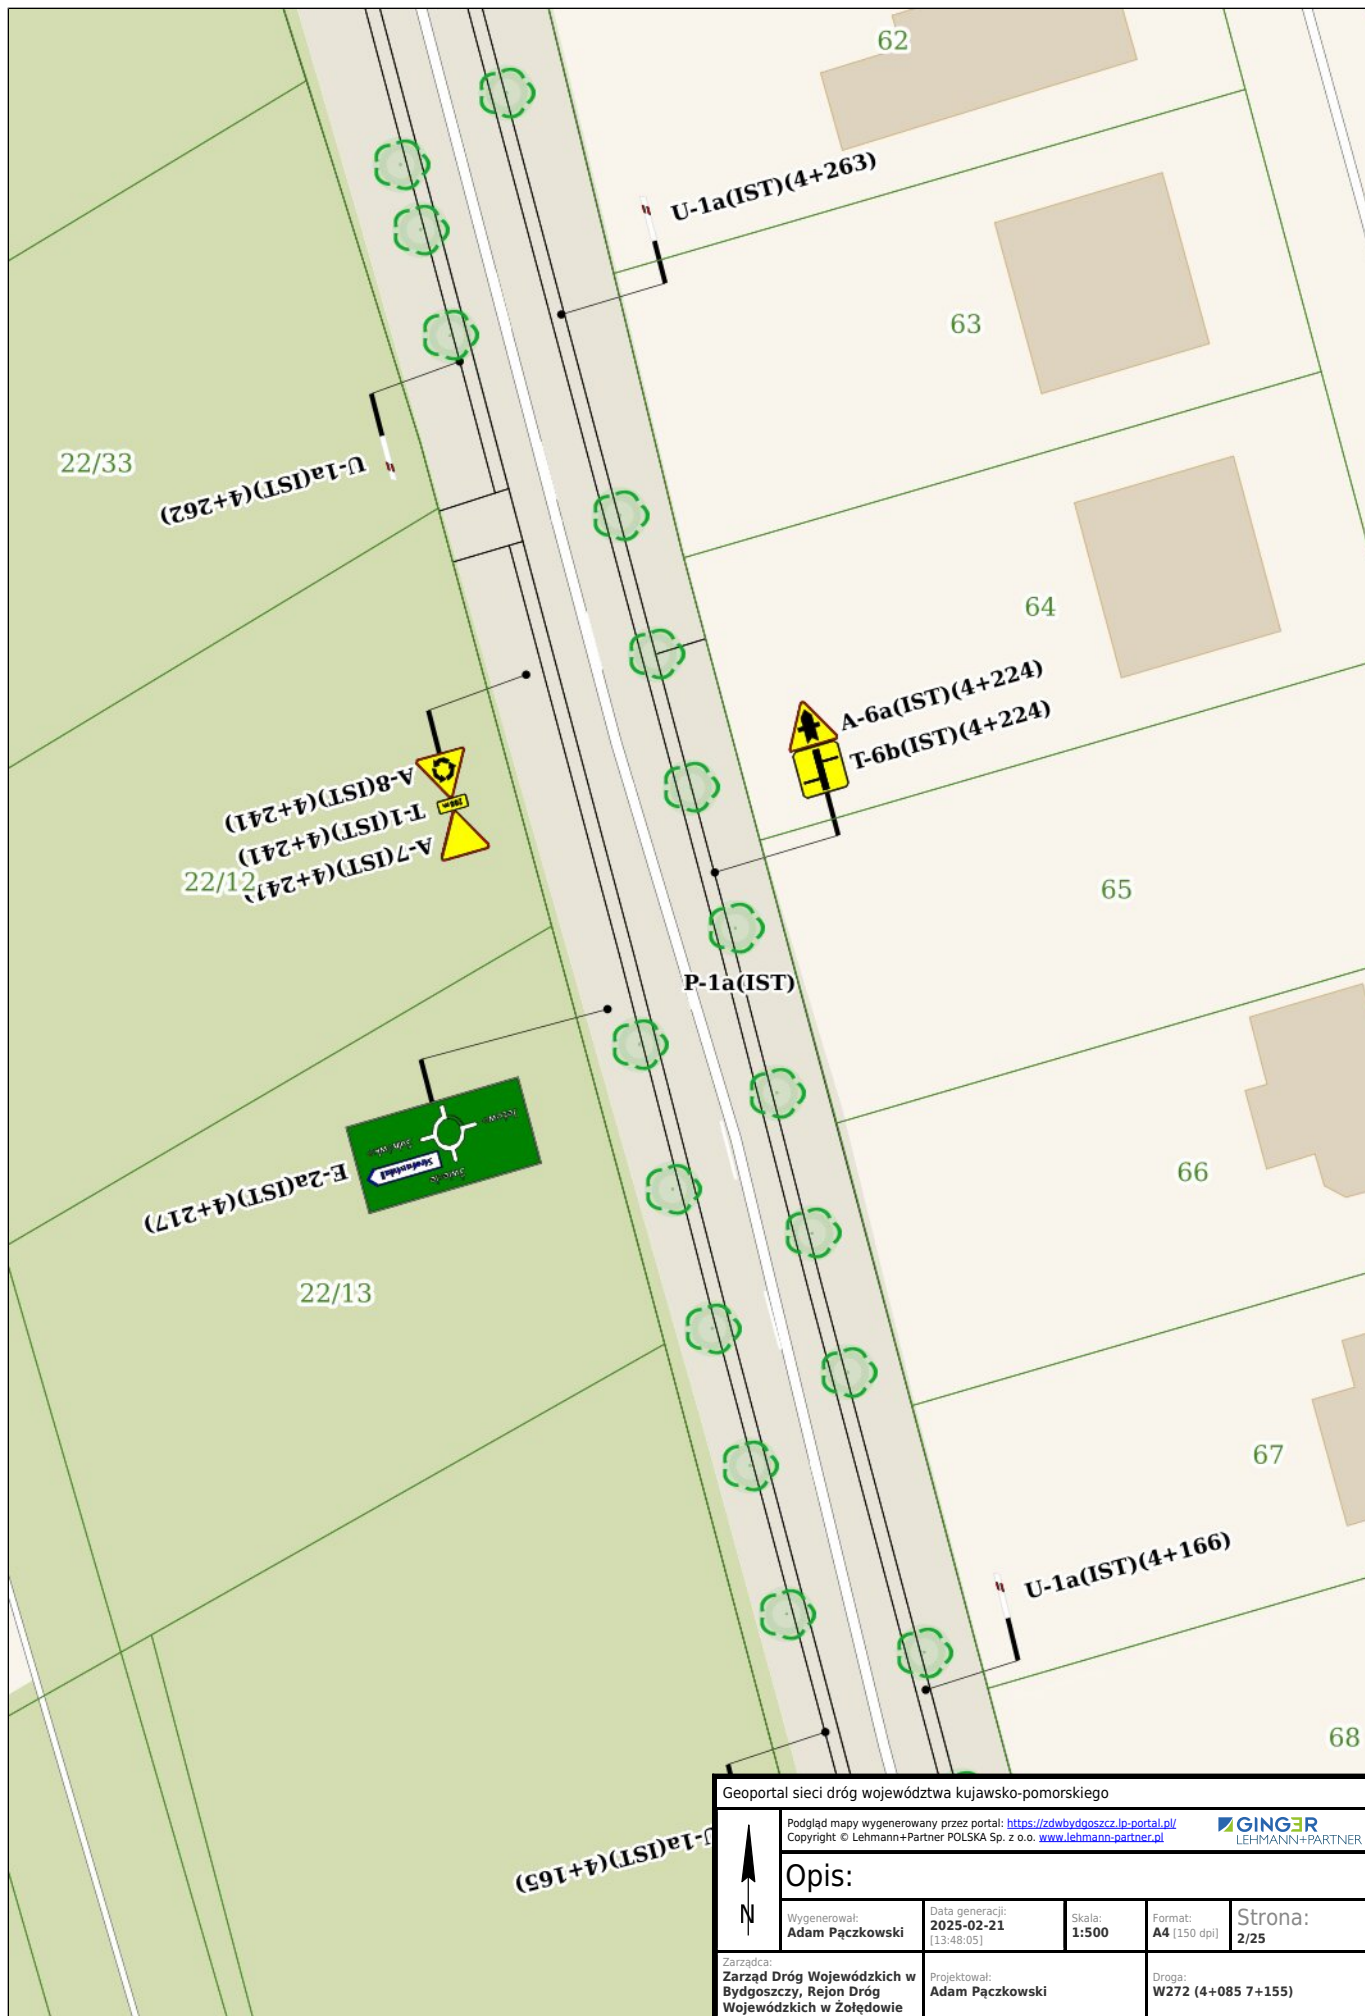 62
U-1a(IST)(4+263)
63
22/33
U-1a(IST)(4+262)
64
A-6a(IST)(4+224)
T-6b(IST)(4+224)
A-8(IST)(4+241)
T-1(IST)(4+241)
A-7(IST)(4+241)
22/12
65
P-1a(IST)
E-2a(IST)(4+217)
Strzelecka
66
22/13
67
U-1a(IST)(4+166)
68
U-1a(IST)(4+165)
Geoportal sieci dróg województwa kujawsko-pomorskiego
Podgląd mapy wygenerowany przez portal: https://zdwbydgoszcz.lp-portal.pl/
Copyright © Lehmann+Partner POLSKA Sp. z o.o. www.lehmann-partner.pl
GINGER
LEHMANN+PARTNER
Opis:
N
Wygenerował:
Adam Pączkowski
Data generacji:
2025-02-21
[13:48:05]
Skala:
1:500
Format:
A4 [150 dpi]
Strona:
2/25
Zarządca:
Zarząd Dróg Wojewódzkich w
Bydgoszczy, Rejon Dróg
Wojewódzkich w Żołędowie
Projektował:
Adam Pączkowski
Droga:
W272 (4+085 7+155)